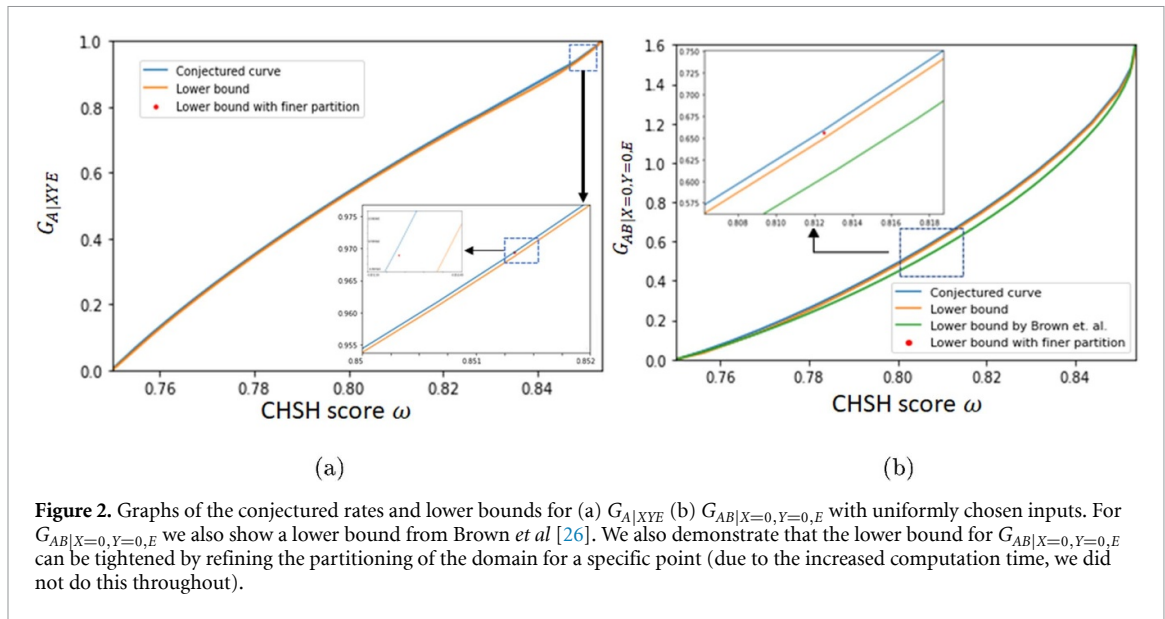 1.0
0.8
0.6
0.4
0.2
0.0
G_{A|XYE}
Conjectured curve
Lower bound
Lower bound with finer partition
0.975
0.970
0.965
0.960
0.955
0.85
0.851
0.852
0.76
0.78
0.80
0.82
0.84
CHSH score ω
(a)
1.6
1.4
1.2
1.0
0.8
0.6
0.4
0.2
0.0
G_{AB|X=0,Y=0,E}
0.750
0.725
0.700
0.675
0.650
0.625
0.600
0.575
0.808
0.810
0.812
0.814
0.816
0.818
Conjectured curve
Lower bound
Lower bound by Brown et. al.
Lower bound with finer partition
0.76
0.78
0.80
0.82
0.84
CHSH score ω
(b)
Figure 2. Graphs of the conjectured rates and lower bounds for (a) G_{A|XYE} (b) G_{AB|X=0,Y=0,E} with uniformly chosen inputs. For
G_{AB|X=0,Y=0,E} we also show a lower bound from Brown et al [26]. We also demonstrate that the lower bound for G_{AB|X=0,Y=0,E}
can be tightened by refining the partitioning of the domain for a specific point (due to the increased computation time, we did
not do this throughout).